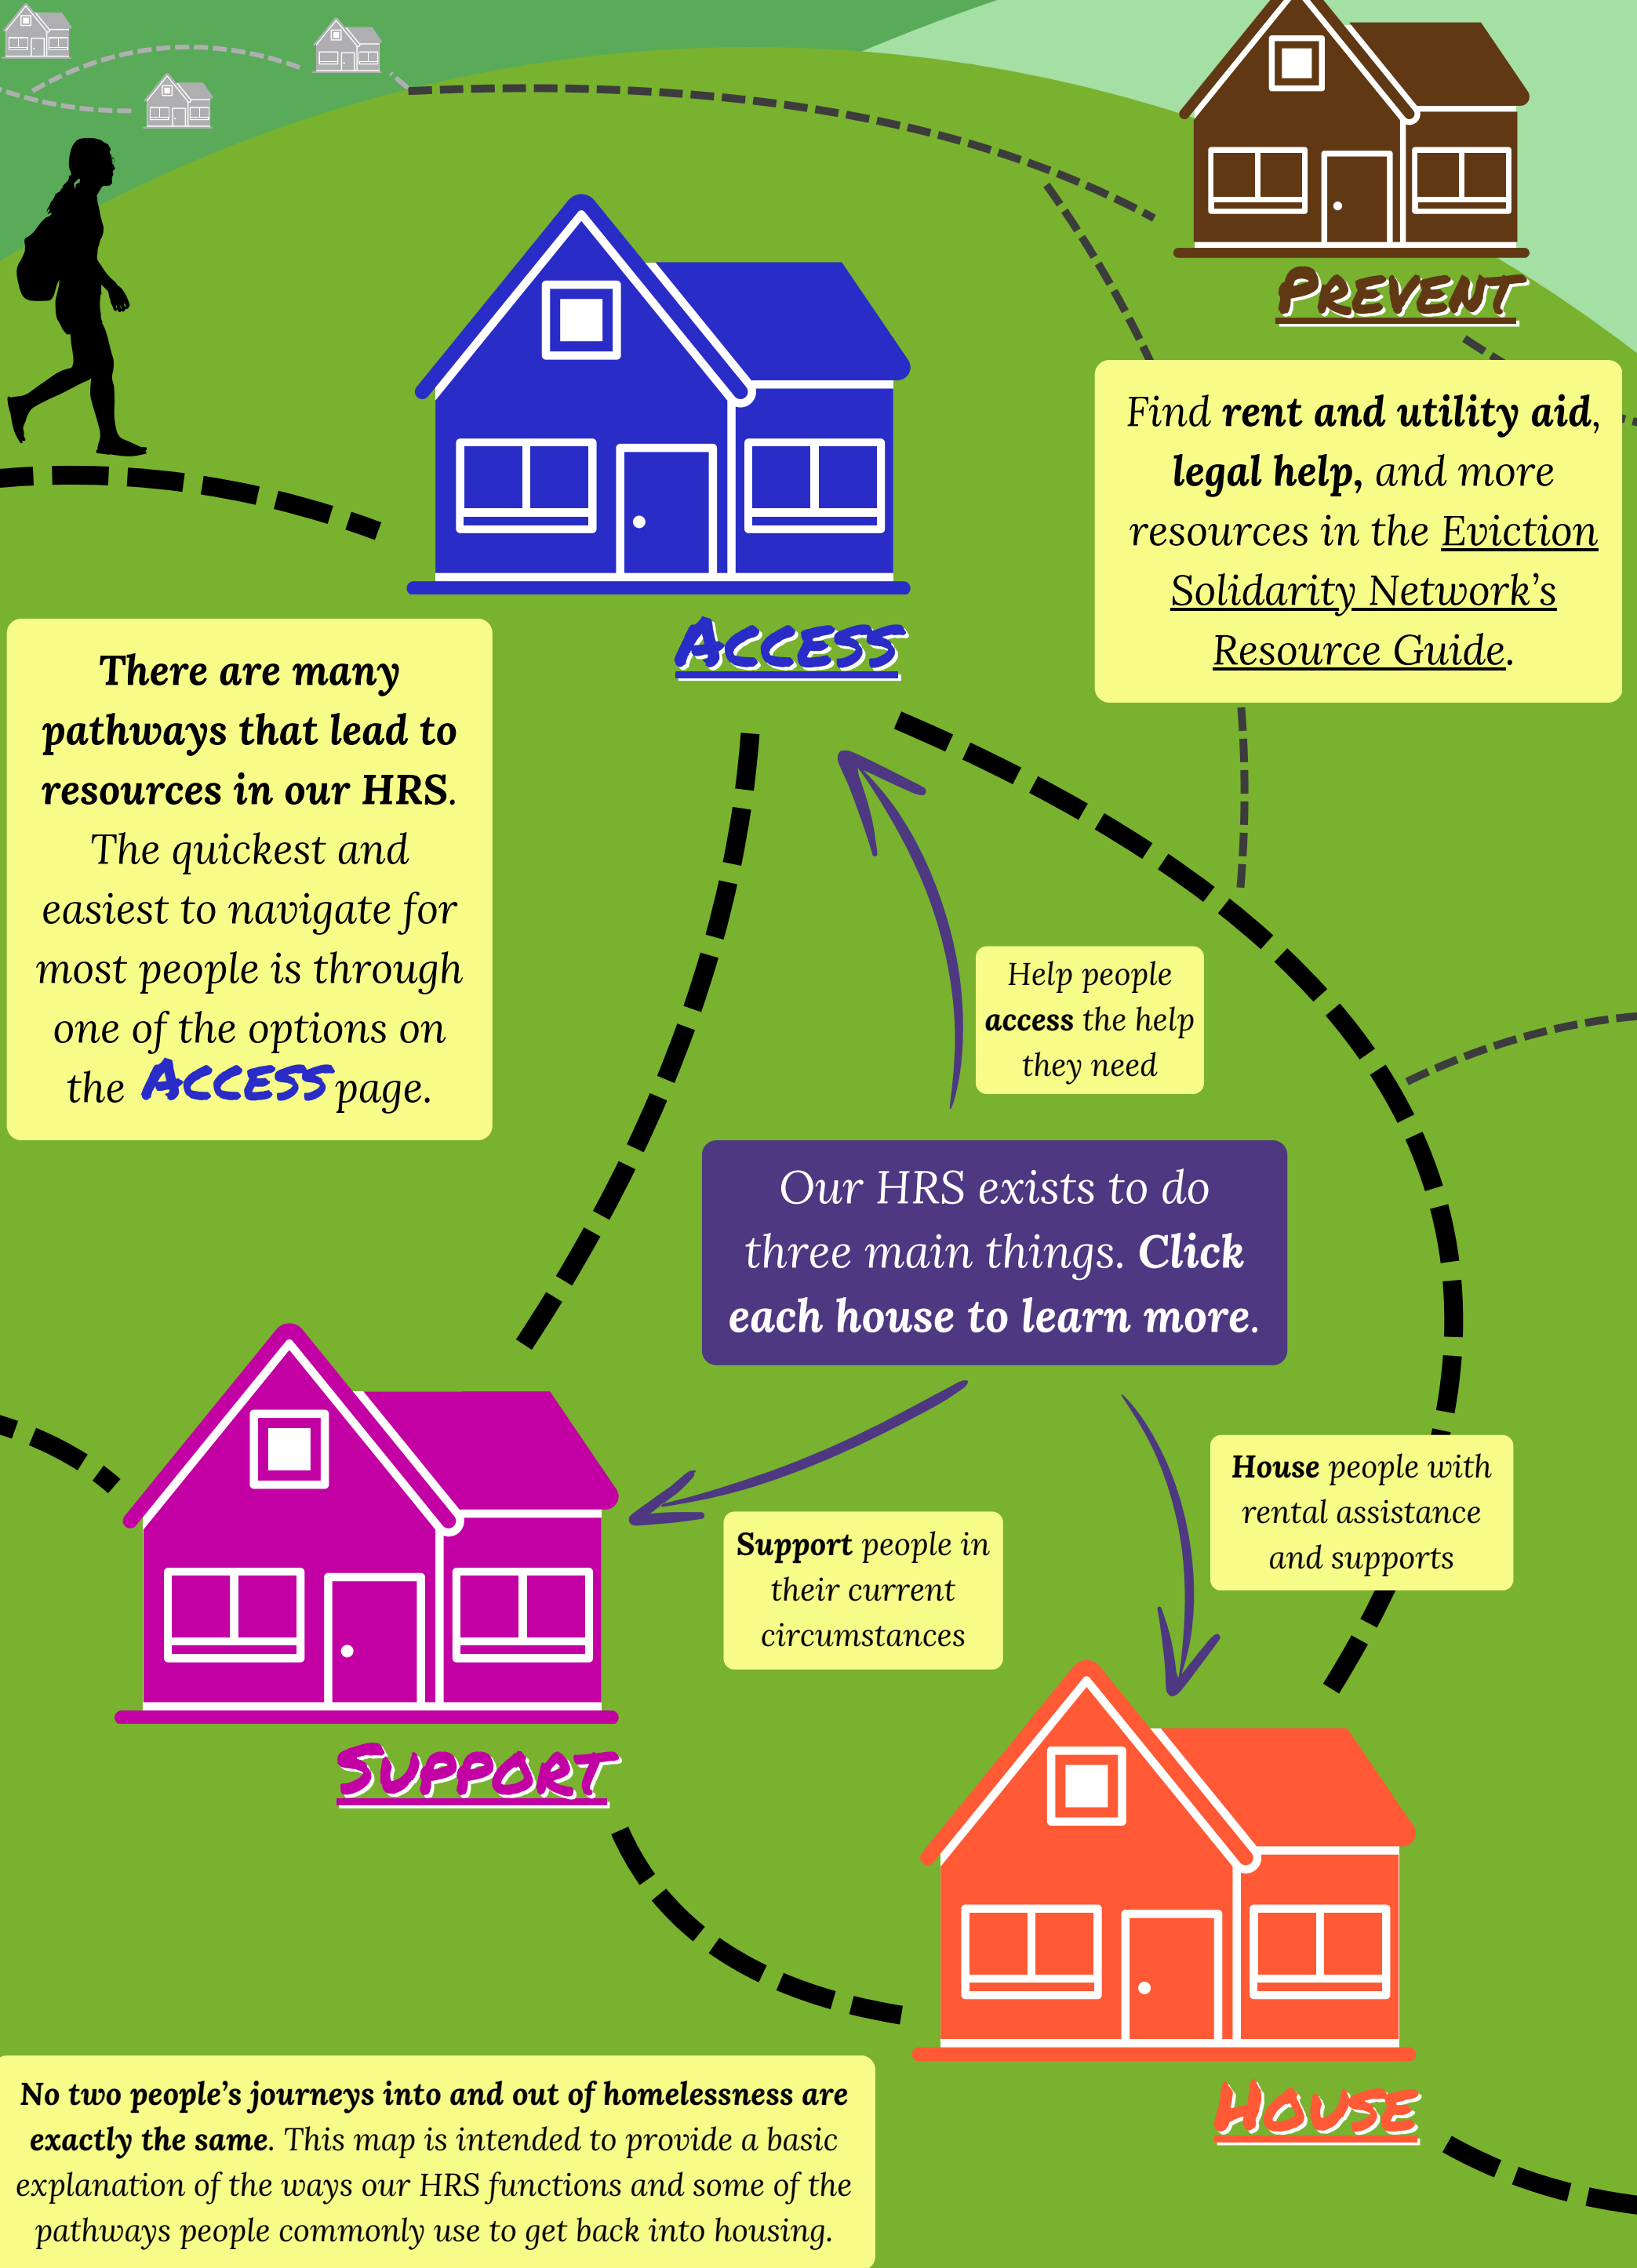 PREVENT
Find rent and utility aid,
legal help, and more
resources in the Eviction
Solidarity Network’s
Resource Guide.
ACCESS
There are many
pathways that lead to
resources in our HRS.
The quickest and
easiest to navigate for
most people is through
one of the options on
the ACCESS page.
Help people
access the help
they need
Our HRS exists to do
three main things. Click
each house to learn more.
House people with
rental assistance
and supports
Support people in
their current
circumstances
SUPPORT
HOUSE
No two people’s journeys into and out of homelessness are
exactly the same. This map is intended to provide a basic
explanation of the ways our HRS functions and some of the
pathways people commonly use to get back into housing.